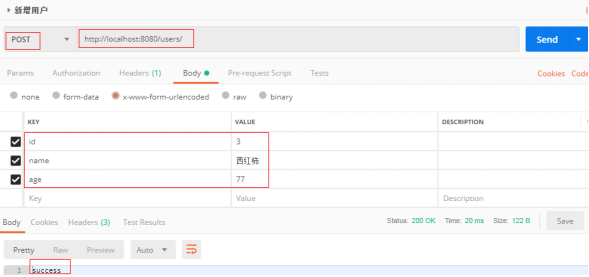 新增用户
POST http://localhost:8080/users/ Send
Params Authorization Headers (1) Body Pre-request Script Tests Cookies Code
none form-data x-www-form-urlencoded raw binary
KEY VALUE DESCRIPTION
id 3
name 西红柿
age 77
Key Value Description
Body Cookies Headers (3) Test Results Status: 200 OK Time: 20 ms Size: 122 B Save
Pretty Raw Preview Auto
1 success